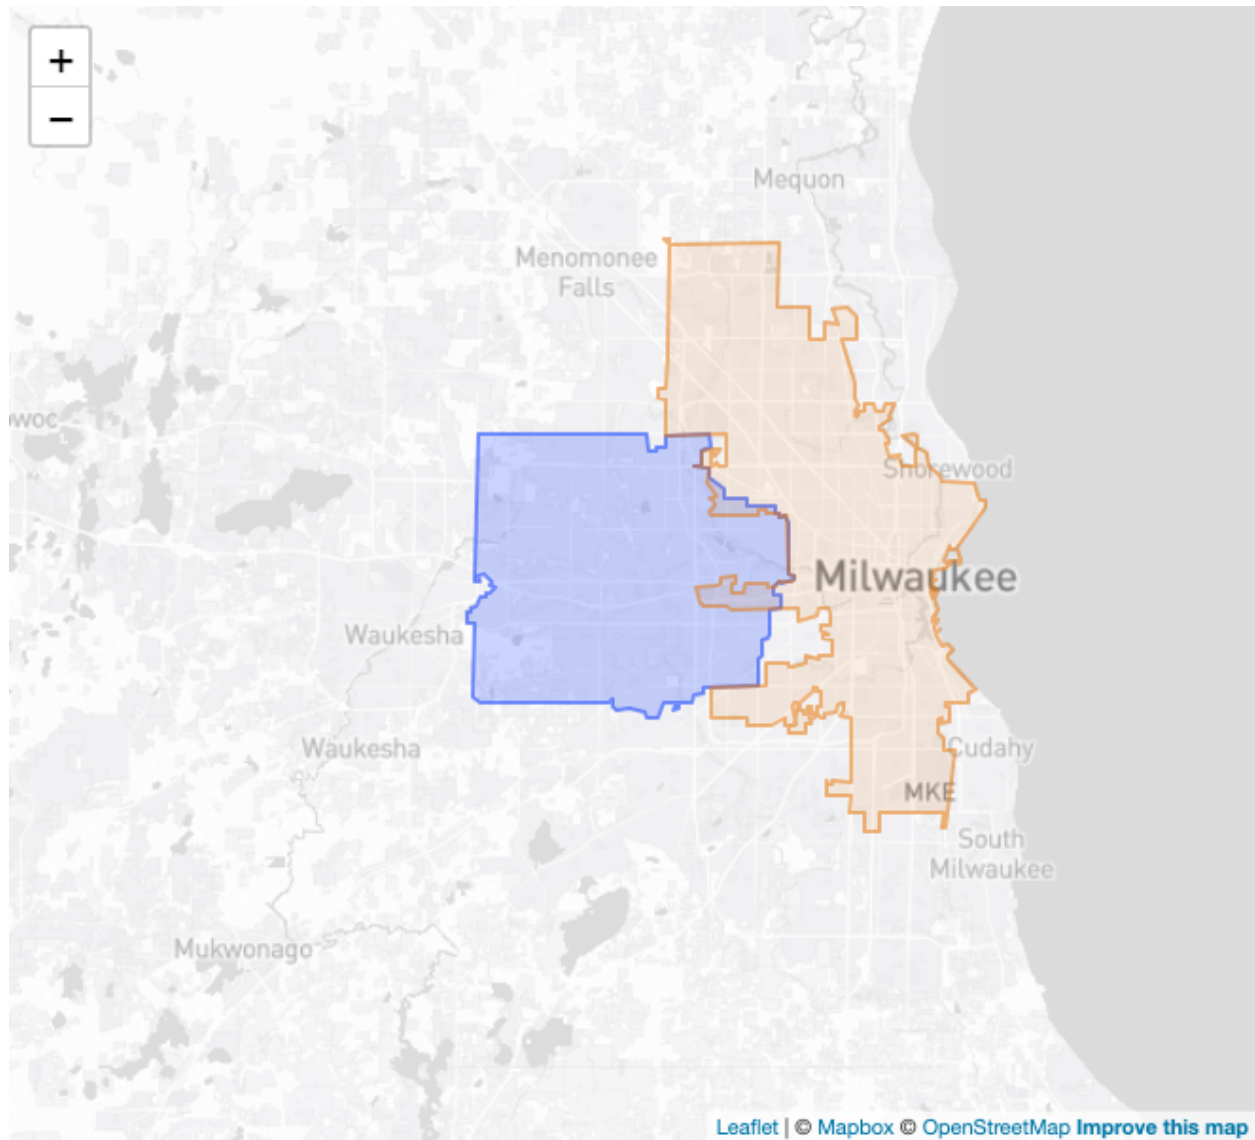 +
−
Mequon
Menomonee
Falls
owoc
Shorewood
Milwaukee
Waukesha
Waukesha
Cudahy
MKE
South
Milwaukee
Mukwonago
Leaflet | © Mapbox © OpenStreetMap Improve this map